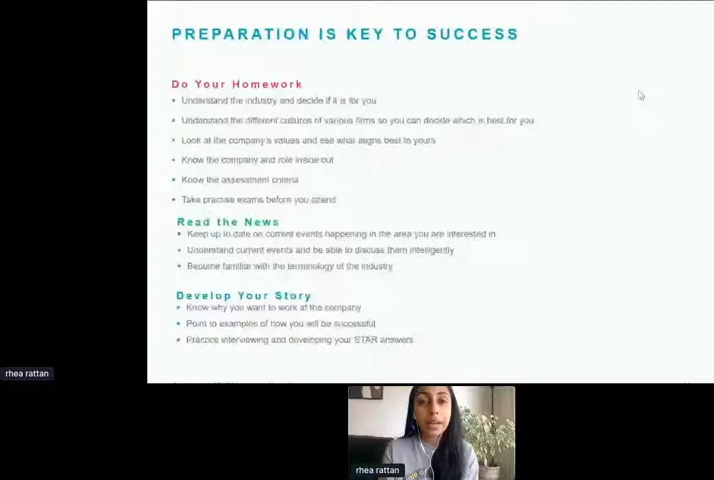 PREPARATION IS KEY TO SUCCESS
Do Your Homework
Understand the industry and decide if it is for you
Understand the different cultures of various firms so you can decide which is best for you
Look at the company's values and see what aligns best to yours
Know the company and role inside out
Know the assessment criteria
Take practise exams before you attend
Read the News
Keep up to date on current events happening in the area you are interested in
Understand current events and be able to discuss them intelligently
Become familiar with the terminology of the industry
Develop Your Story
Know why you want to work at the company
Point to examples of how you will be successful
Practice interviewing and developing your STAR answers
rhea rattan
rhea rattan